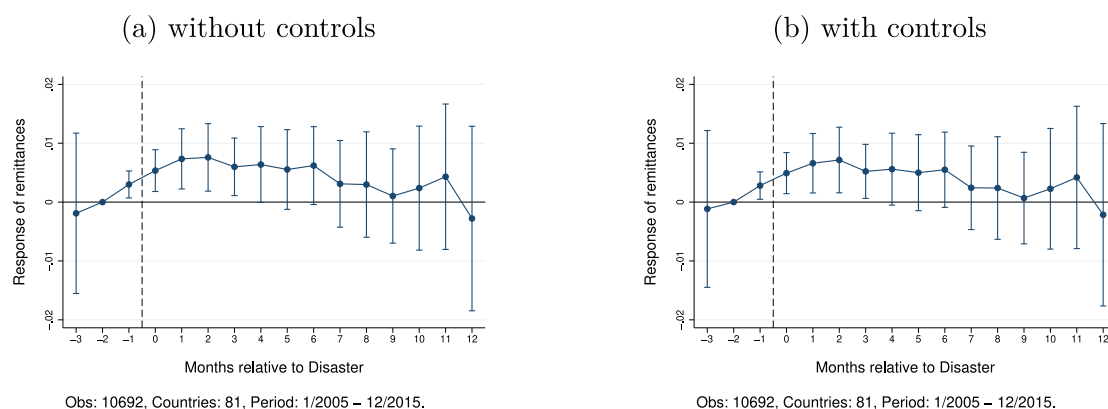 (a) without controls
.02
.01
0
-.01
-.02
Response of remittances
−3 −2 −1 0 1 2 3 4 5 6 7 8 9 10 11 12
Months relative to Disaster
Obs: 10692, Countries: 81, Period: 1/2005 – 12/2015.
(b) with controls
.02
.01
0
-.01
-.02
Response of remittances
−3 −2 −1 0 1 2 3 4 5 6 7 8 9 10 11 12
Months relative to Disaster
Obs: 10692, Countries: 81, Period: 1/2005 – 12/2015.